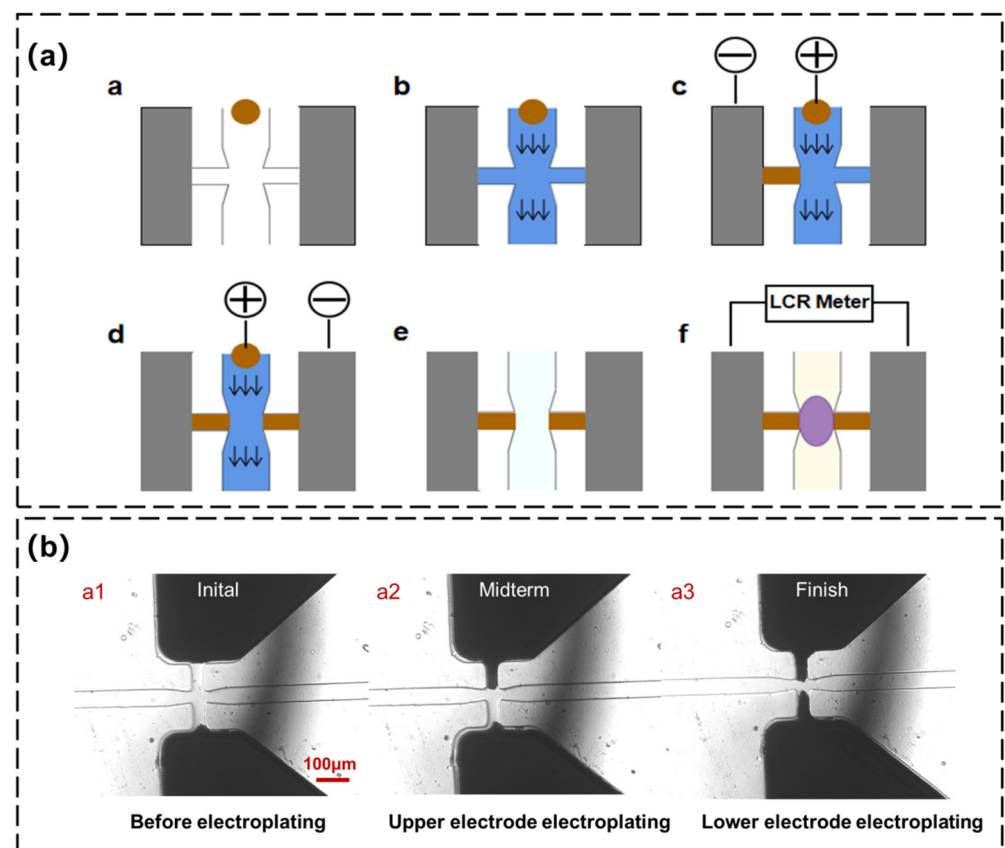 (a)
a
b
c
d
e
f
LCR Meter
(b)
a1
Inital
a2
Midterm
a3
Finish
100μm
Before electroplating
Upper electrode electroplating
Lower electrode electroplating